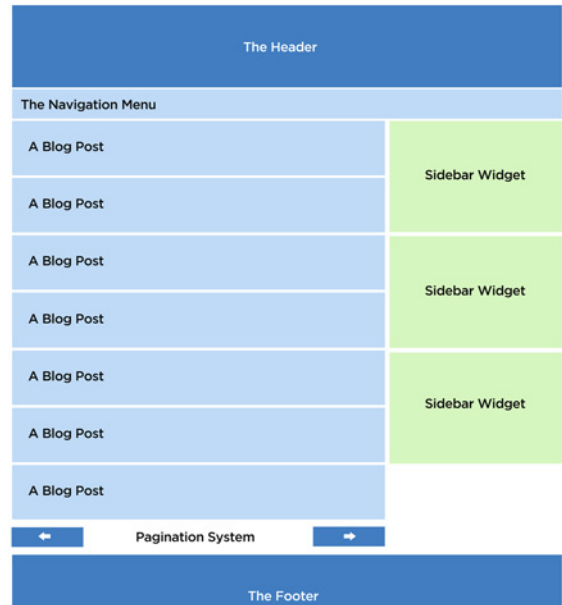 The Header
The Navigation Menu
A Blog Post
A Blog Post
A Blog Post
A Blog Post
A Blog Post
A Blog Post
A Blog Post
Sidebar Widget
Sidebar Widget
Sidebar Widget
Pagination System
The Footer